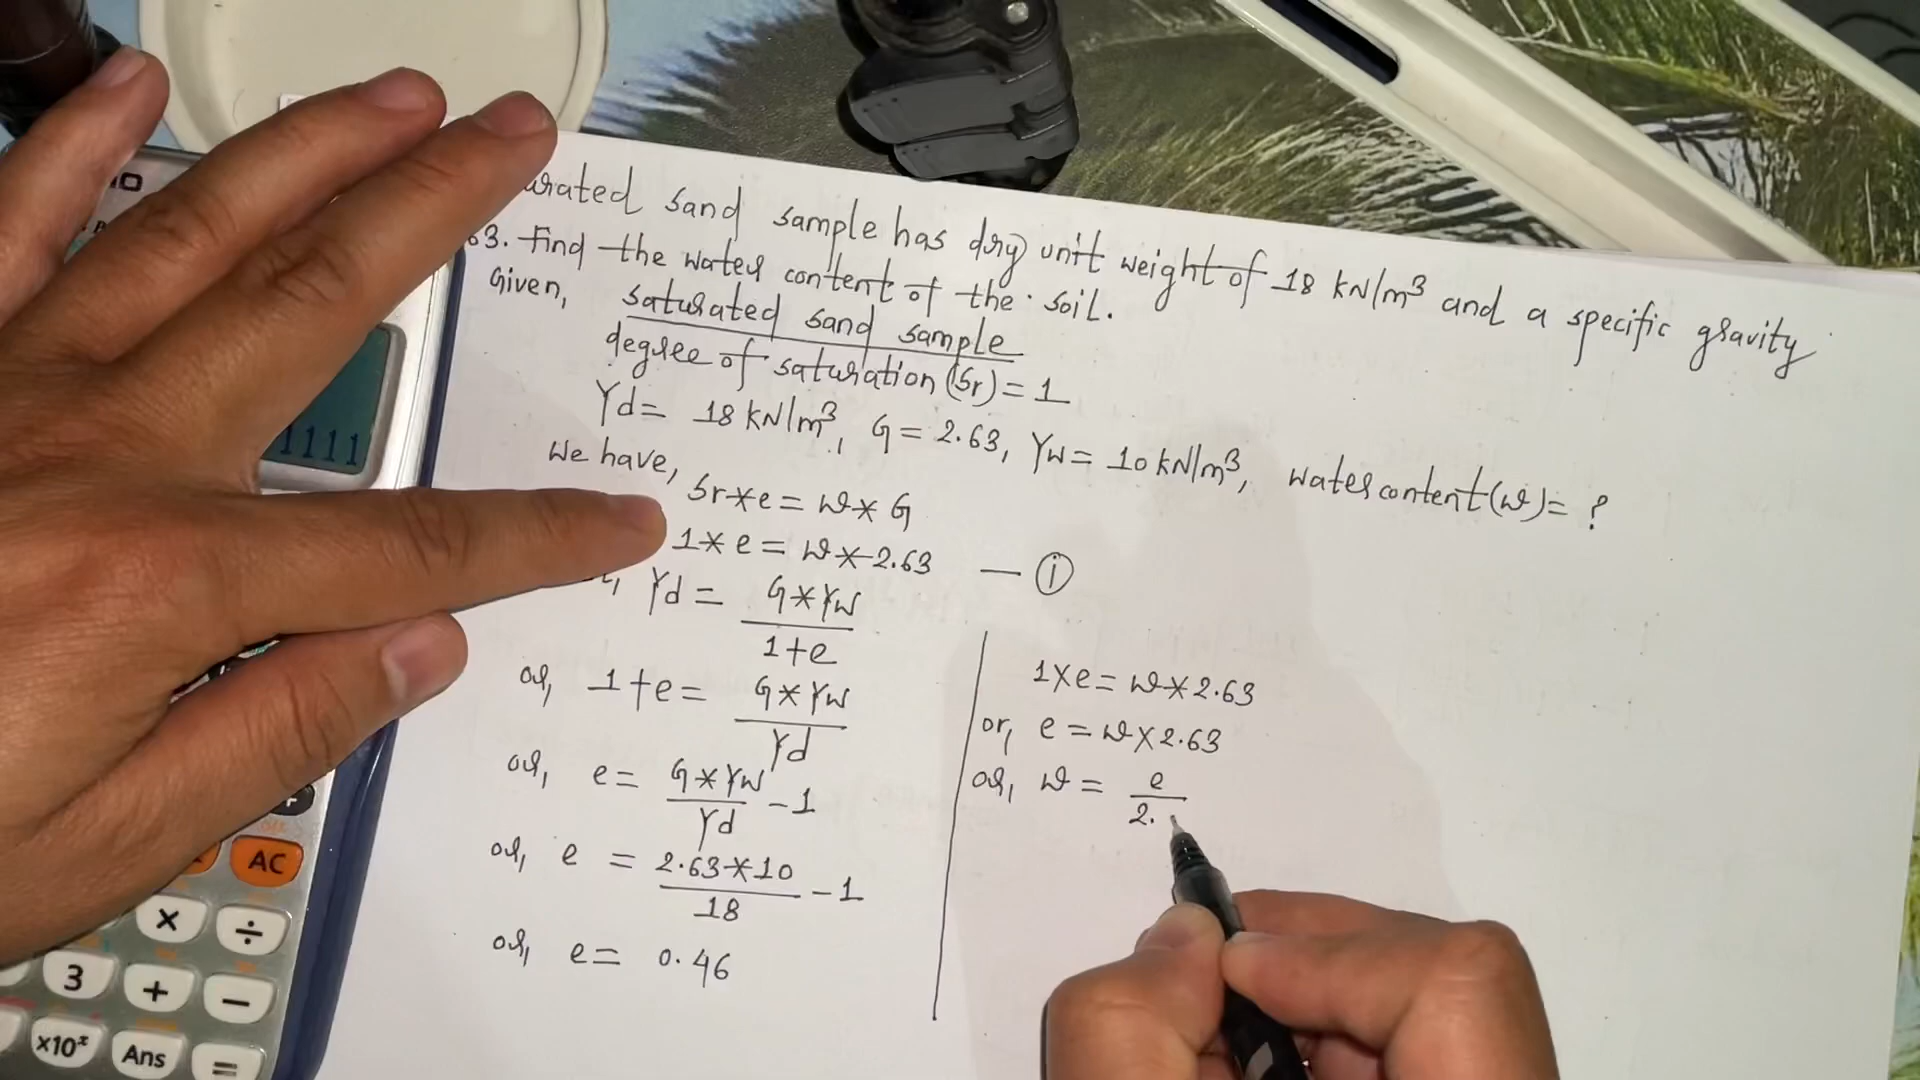 sand sample has dry unit weight of 18 kN/m³ and a specific gravity
63. Find the water content of the soil.
Given, saturated sand sample
degree of saturation (Sr) = 1
γd = 18 kN/m³, G = 2.63, γw = 10 kN/m³, water content (w) = ?
We have,
Sr*e = w*G
1*e = w*2.63 — (i)
γd = G*γw / 1+e
or, 1+e = G*γw / γd
or, e = G*γw / γd - 1
or, e = 2.63*10 / 18 - 1
or, e = 0.46
1×e = w*2.63
or, e = w×2.63
or, w = e / 2.
1111
AC
× ÷
3 + −
×10ˣ Ans =